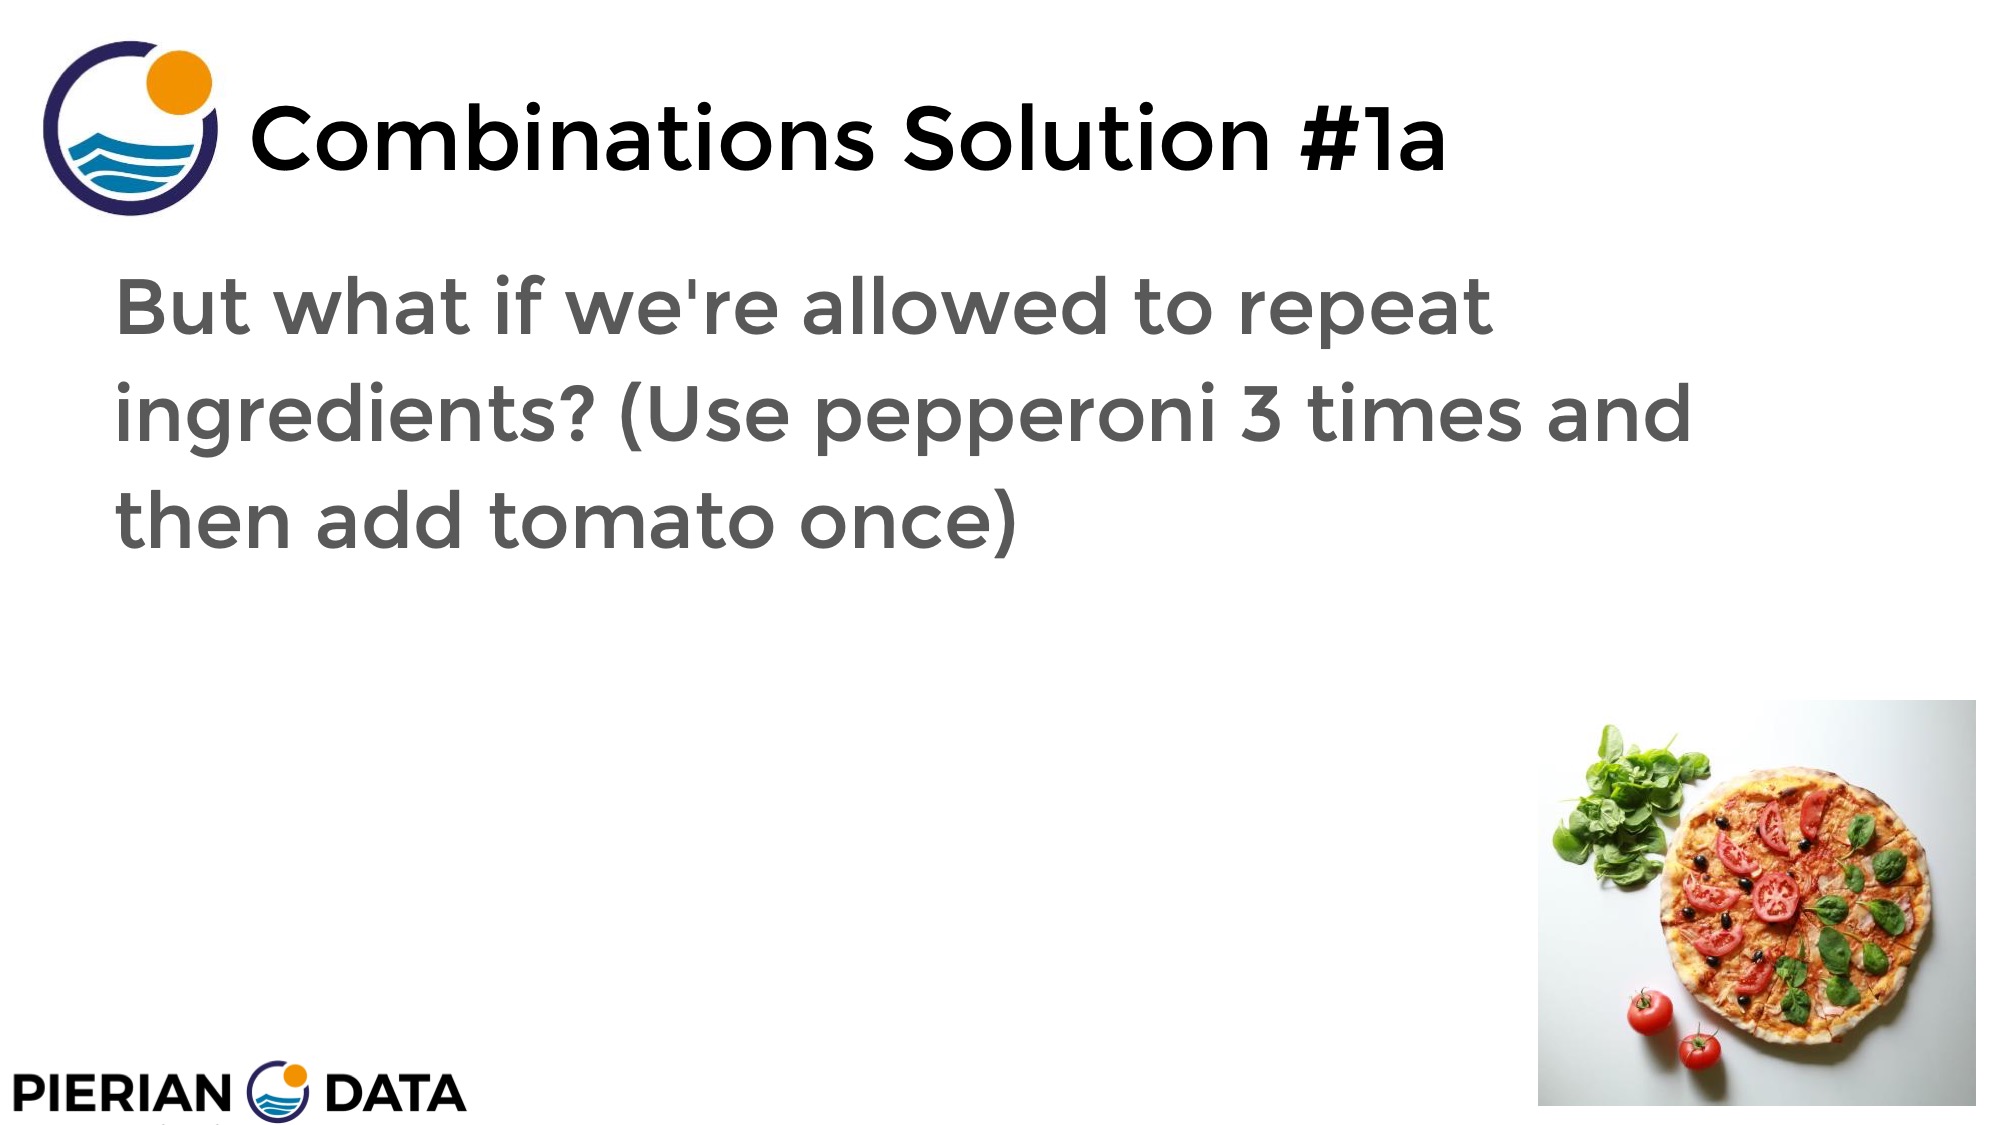 Combinations Solution #1a
But what if we're allowed to repeat
ingredients? (Use pepperoni 3 times and
then add tomato once)
PIERIAN DATA